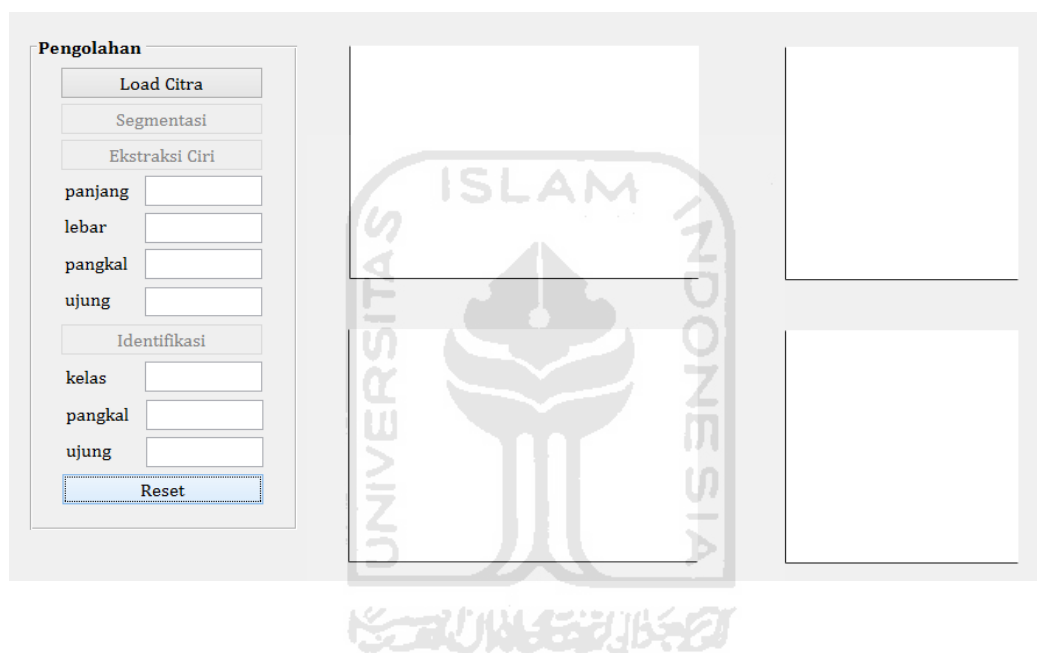 Pengolahan
Load Citra
Segmentasi
Ekstraksi Ciri
panjang
lebar
pangkal
ujung
Identifikasi
kelas
pangkal
ujung
Reset
UNIVERSITAS
ISLAM
INDONESIA